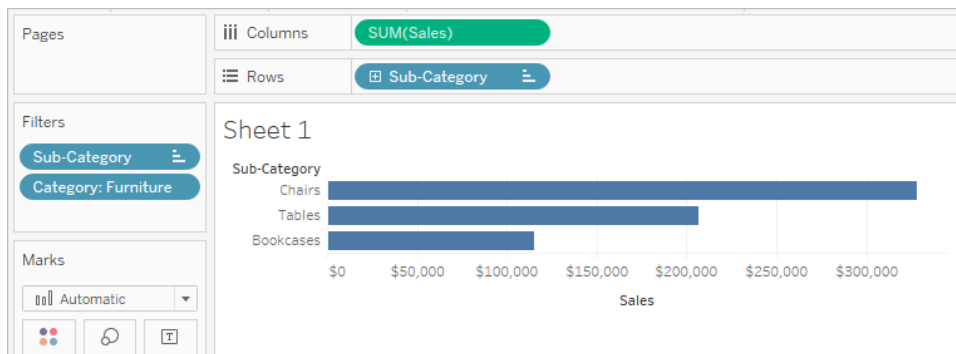 Pages
Columns
SUM(Sales)
Rows
Sub-Category
Filters
Sub-Category
Category: Furniture
Marks
Automatic
T
Sheet 1
Sub-Category
Chairs
Tables
Bookcases
$0 $50,000 $100,000 $150,000 $200,000 $250,000 $300,000
Sales